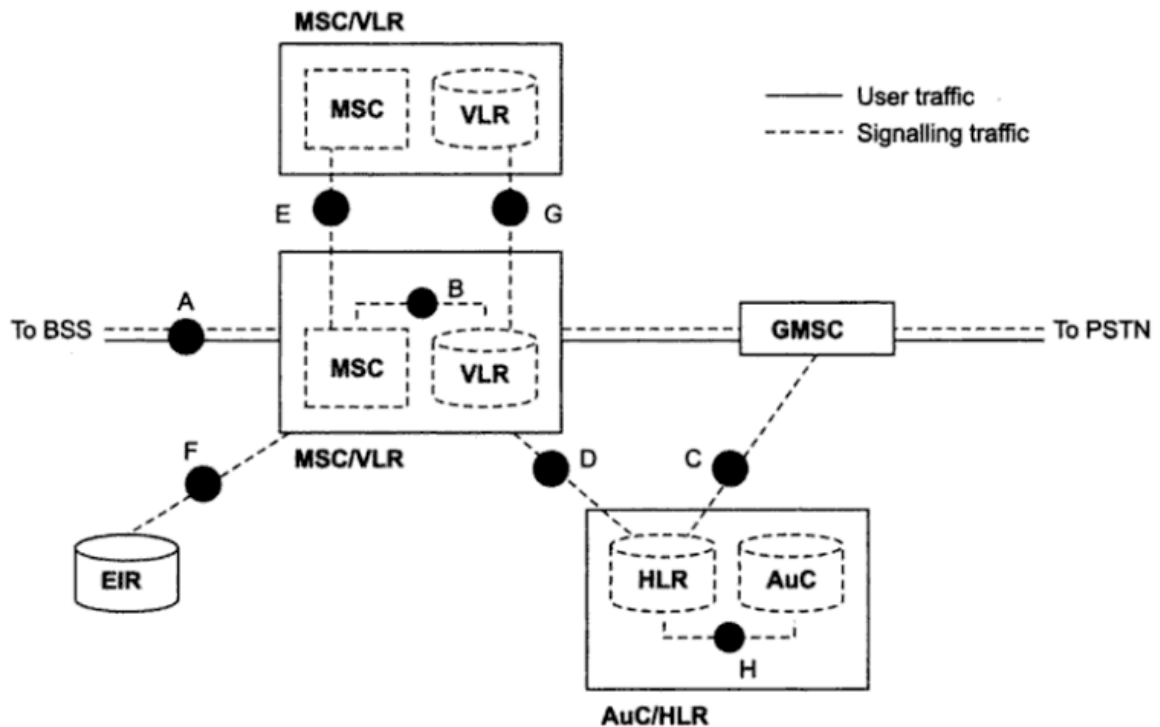 MSC/VLR
MSC
VLR
User traffic
Signalling traffic
E
G
B
A
To BSS
GMSC
To PSTN
MSC
VLR
F
MSC/VLR
D
C
EIR
HLR
AuC
H
AuC/HLR